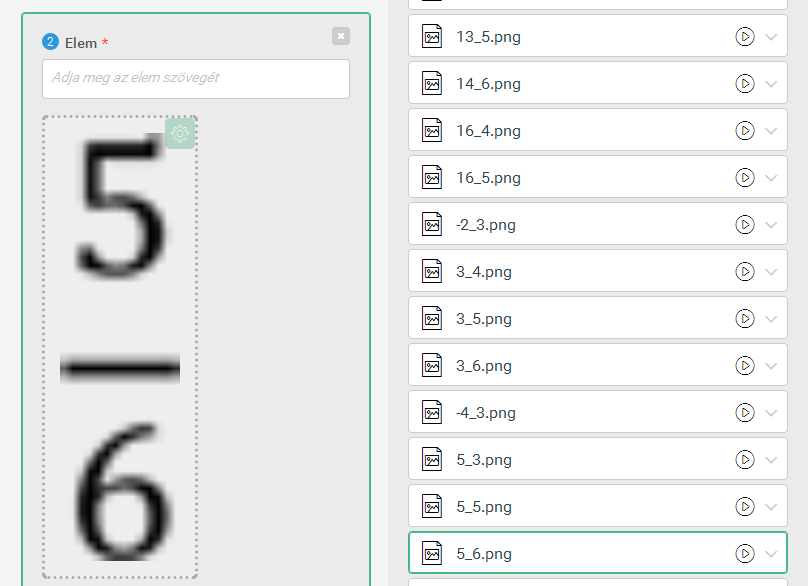 2 Elem *
Adja meg az elem szövegét
5
6
13_5.png
14_6.png
16_4.png
16_5.png
-2_3.png
3_4.png
3_5.png
3_6.png
-4_3.png
5_3.png
5_5.png
5_6.png